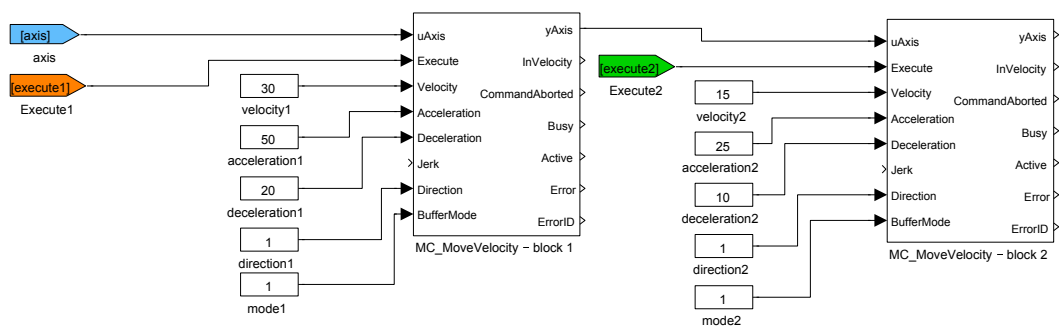 [axis]
axis
[execute1]
Execute1
30
velocity1
50
acceleration1
20
deceleration1
1
direction1
1
mode1
uAxis
Execute
Velocity
Acceleration
Deceleration
Jerk
Direction
BufferMode
yAxis
InVelocity
CommandAborted
Busy
Active
Error
ErrorID
MC_MoveVelocity - block 1
[execute2]
Execute2
15
velocity2
25
acceleration2
10
deceleration2
1
direction2
1
mode2
uAxis
Execute
Velocity
Acceleration
Deceleration
Jerk
Direction
BufferMode
yAxis
InVelocity
CommandAborted
Busy
Active
Error
ErrorID
MC_MoveVelocity - block 2